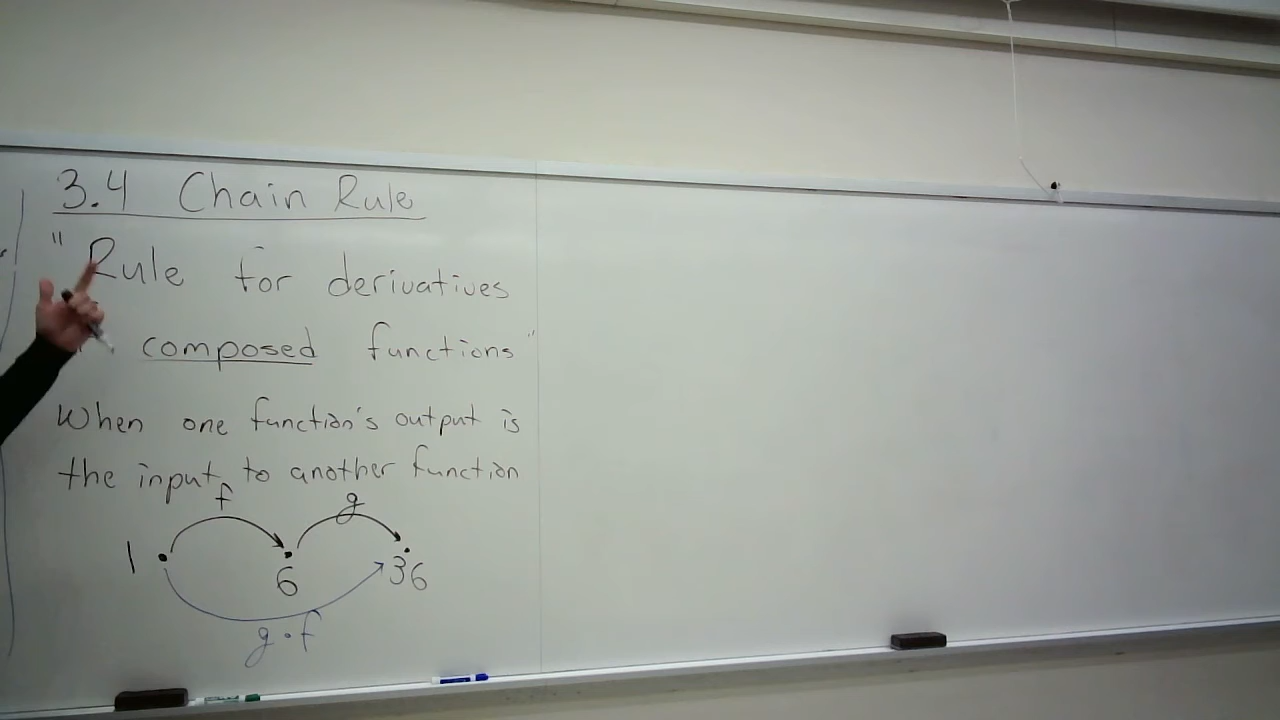 3.4 Chain Rule
"Rule for derivatives
composed functions"
When one function's output is
the input to another function
f g
1 6 36
g∘f